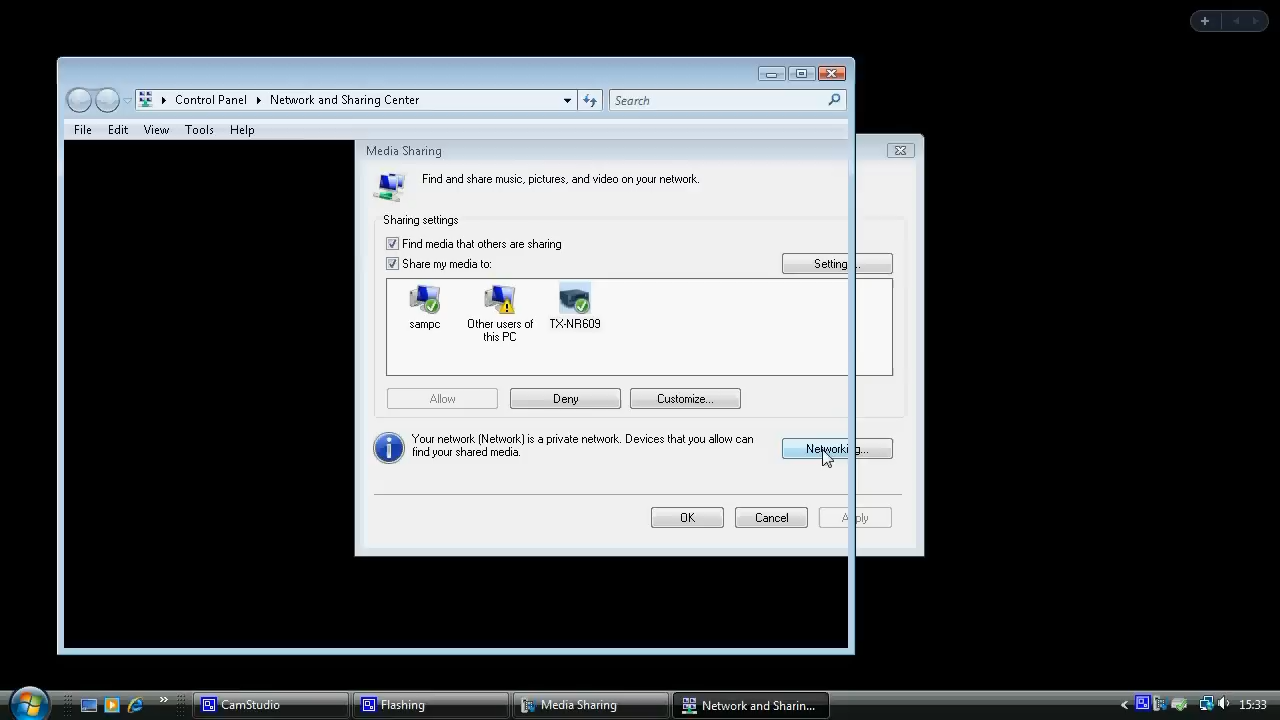 Control Panel
Network and Sharing Center
Search
File Edit View Tools Help
Media Sharing
Find and share music, pictures, and video on your network.
Sharing settings
Find media that others are sharing
Share my media to:
Setting...
sampc
Other users of
this PC
TX-NR609
Allow
Deny
Customize...
Your network (Network) is a private network. Devices that you allow can
find your shared media.
Networking...
OK
Cancel
Apply
CamStudio
Flashing
Media Sharing
Network and Sharin...
15:33